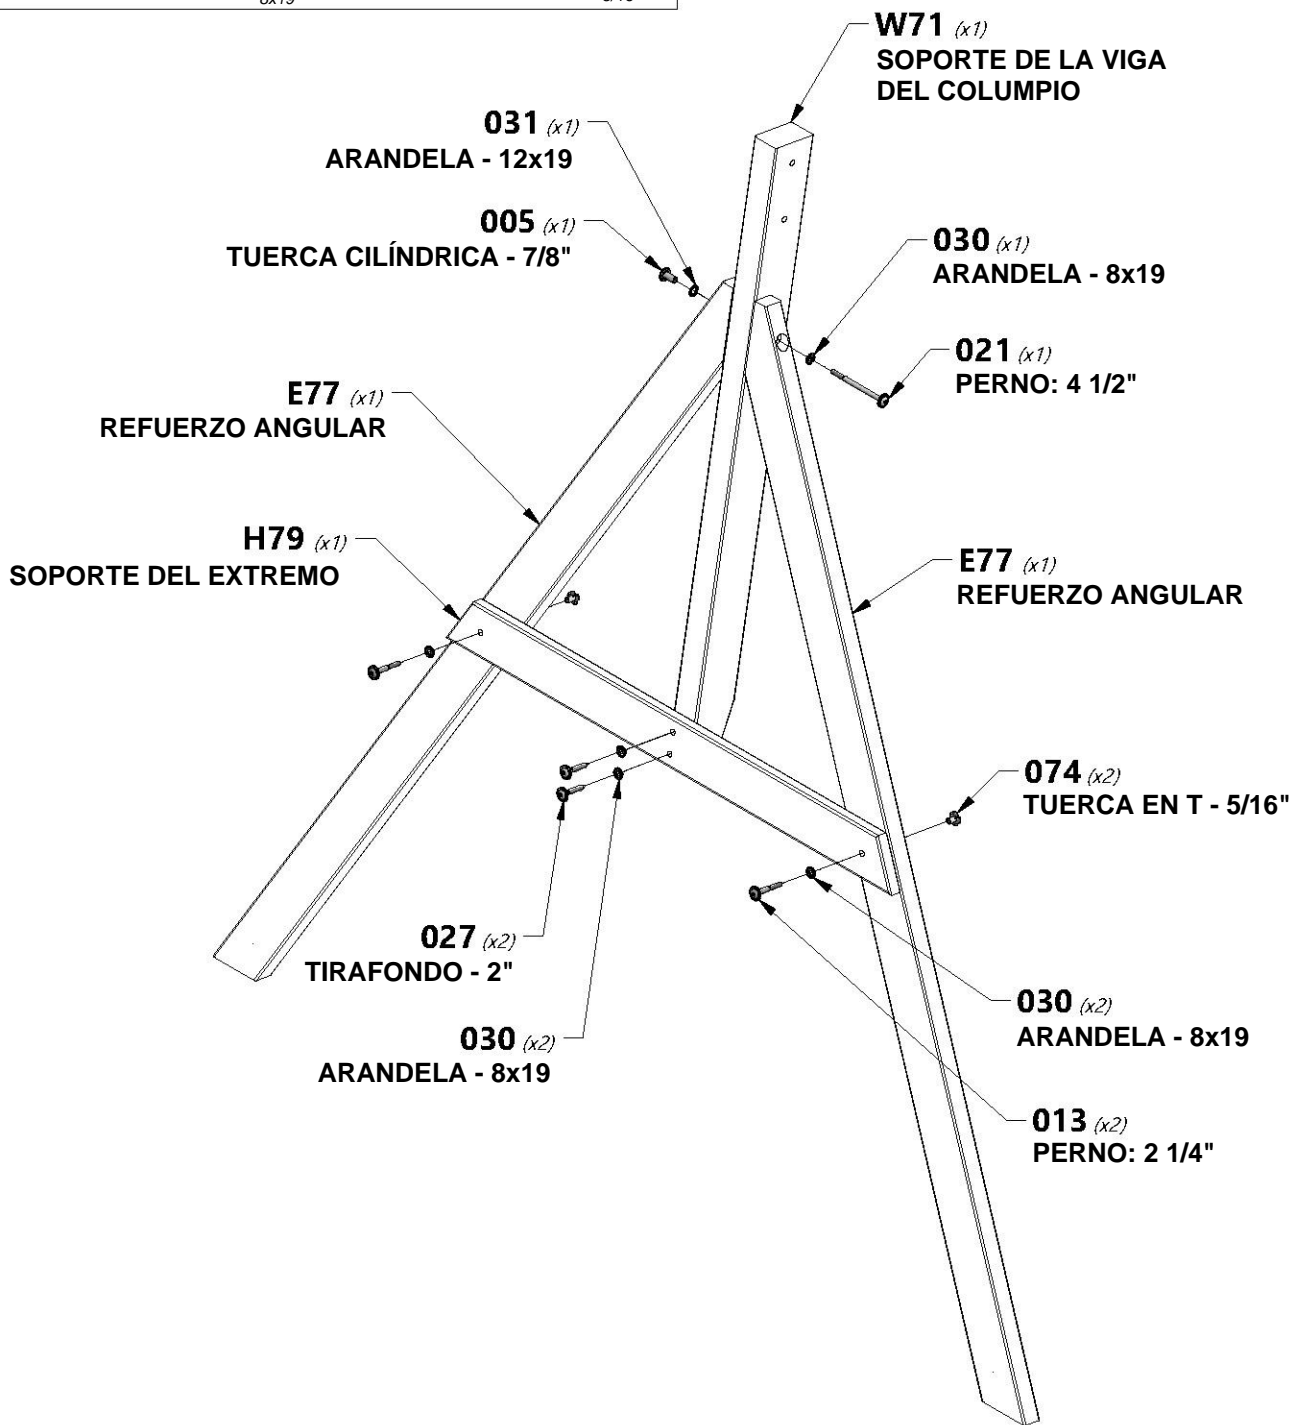 8x19
W71 (x1)
SOPORTE DE LA VIGA
DEL COLUMPIO
031 (x1)
ARANDELA - 12x19
005 (x1)
TUERCA CILÍNDRICA - 7/8"
030 (x1)
ARANDELA - 8x19
021 (x1)
PERNO: 4 1/2"
E77 (x1)
REFUERZO ANGULAR
H79 (x1)
SOPORTE DEL EXTREMO
E77 (x1)
REFUERZO ANGULAR
074 (x2)
TUERCA EN T - 5/16"
027 (x2)
TIRAFONDO - 2"
030 (x2)
ARANDELA - 8x19
030 (x2)
ARANDELA - 8x19
013 (x2)
PERNO: 2 1/4"